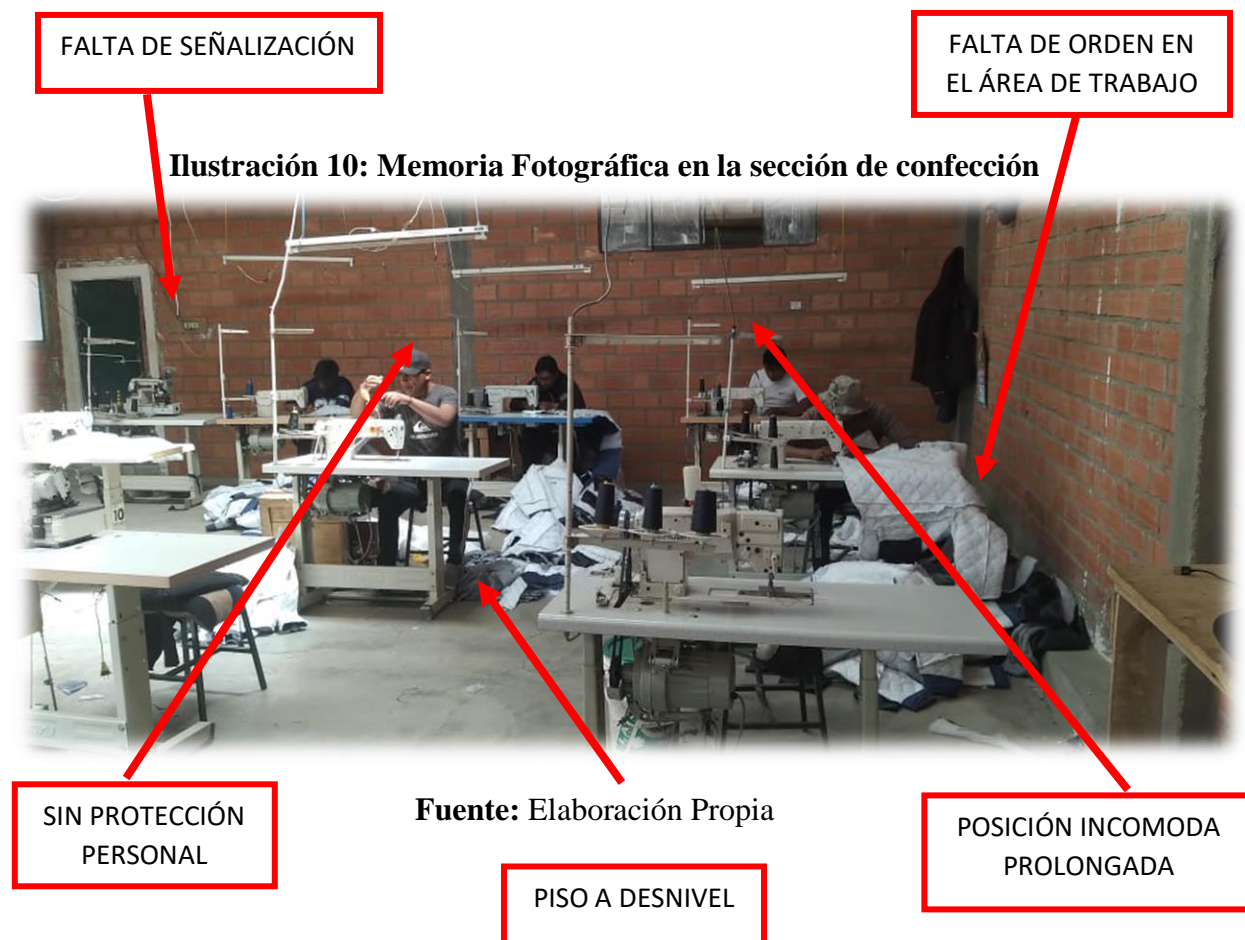 FALTA DE SEÑALIZACIÓN
FALTA DE ORDEN EN
EL ÁREA DE TRABAJO
Ilustración 10: Memoria Fotográfica en la sección de confección
10
SIN PROTECCIÓN
PERSONAL
Fuente: Elaboración Propia
POSICIÓN INCOMODA
PROLONGADA
PISO A DESNIVEL